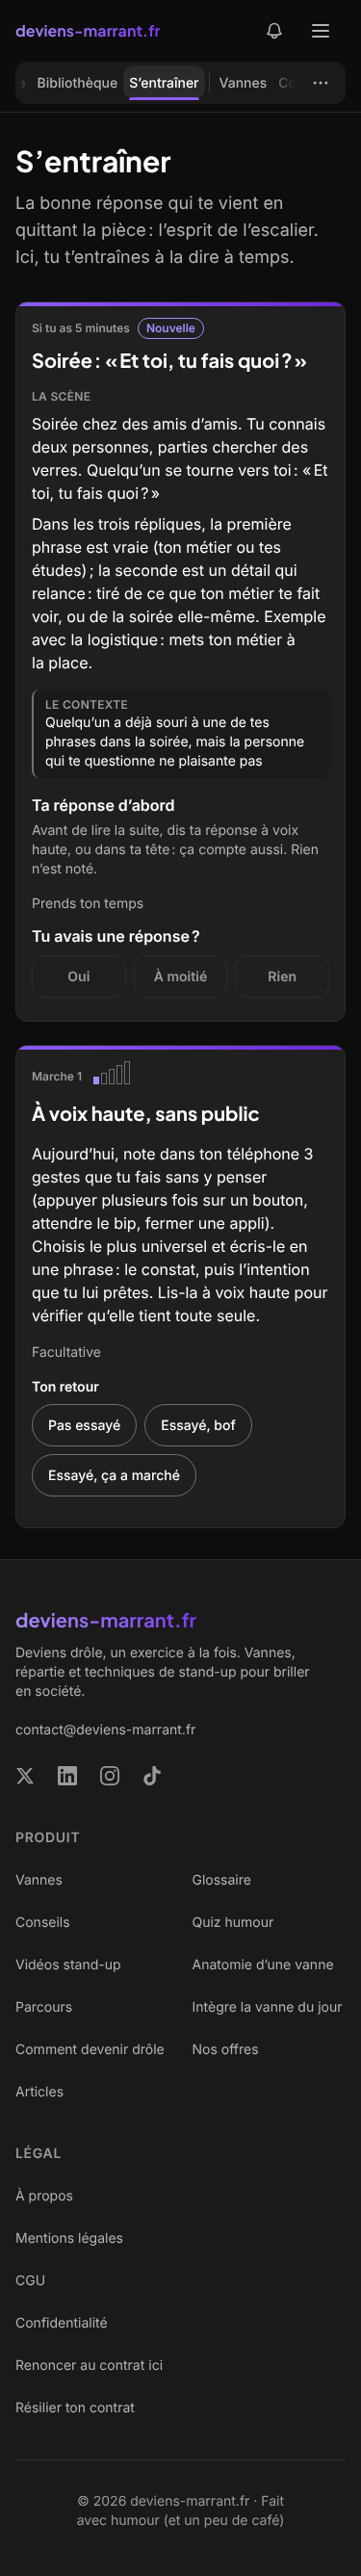 deviens-marrant.fr
Bibliothèque S’entraîner Vannes
S’entraîner
La bonne réponse qui te vient en
quittant la pièce : l’esprit de l’escalier.
Ici, tu t’entraînes à la dire à temps.
Si tu as 5 minutes Nouvelle
Soirée : « Et toi, tu fais quoi ? »
LA SCÈNE
Soirée chez des amis d’amis. Tu connais
deux personnes, parties chercher des
verres. Quelqu’un se tourne vers toi : « Et
toi, tu fais quoi ? »
Dans les trois répliques, la première
phrase est vraie (ton métier ou tes
études) ; la seconde est un détail qui
relance : tiré de ce que ton métier te fait
voir, ou de la soirée elle-même. Exemple
avec la logistique : mets ton métier à
la place.
LE CONTEXTE
Quelqu’un a déjà souri à une de tes
phrases dans la soirée, mais la personne
qui te questionne ne plaisante pas
Ta réponse d’abord
Avant de lire la suite, dis ta réponse à voix
haute, ou dans ta tête : ça compte aussi. Rien
n’est noté.
Prends ton temps
Tu avais une réponse ?
Oui À moitié Rien
Marche 1
À voix haute, sans public
Aujourd’hui, note dans ton téléphone 3
gestes que tu fais sans y penser
(appuyer plusieurs fois sur un bouton,
attendre le bip, fermer une appli).
Choisis le plus universel et écris-le en
une phrase : le constat, puis l’intention
que tu lui prêtes. Lis-la à voix haute pour
vérifier qu’elle tient toute seule.
Facultative
Ton retour
Pas essayé Essayé, bof
Essayé, ça a marché
deviens-marrant.fr
Deviens drôle, un exercice à la fois. Vannes,
répartie et techniques de stand-up pour briller
en société.
contact@deviens-marrant.fr
PRODUIT
Vannes Glossaire
Conseils Quiz humour
Vidéos stand-up Anatomie d’une vanne
Parcours Intègre la vanne du jour
Comment devenir drôle Nos offres
Articles
LÉGAL
À propos
Mentions légales
CGU
Confidentialité
Renoncer au contrat ici
Résilier ton contrat
© 2026 deviens-marrant.fr · Fait
avec humour (et un peu de café)